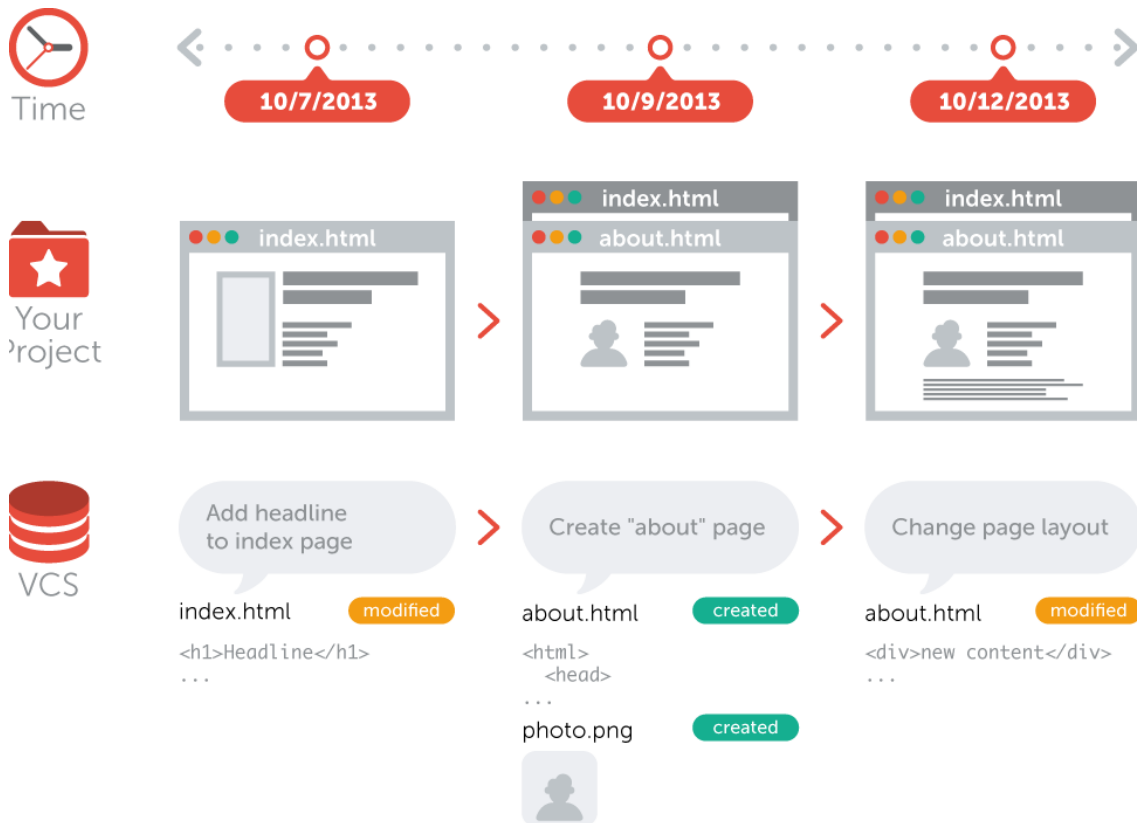 Time
10/7/2013
10/9/2013
10/12/2013
Your
Project
index.html
index.html
about.html
index.html
about.html
VCS
Add headline
to index page
Create "about" page
Change page layout
index.html modified
<h1>Headline</h1>
...
about.html created
<html>
<head>
...
photo.png created
about.html modified
<div>new content</div>
...